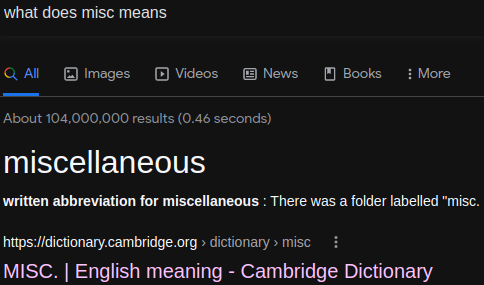 what does misc means
All Images Videos News Books More
About 104,000,000 results (0.46 seconds)
miscellaneous
written abbreviation for miscellaneous : There was a folder labelled "misc.
https://dictionary.cambridge.org › dictionary › misc
MISC. | English meaning - Cambridge Dictionary